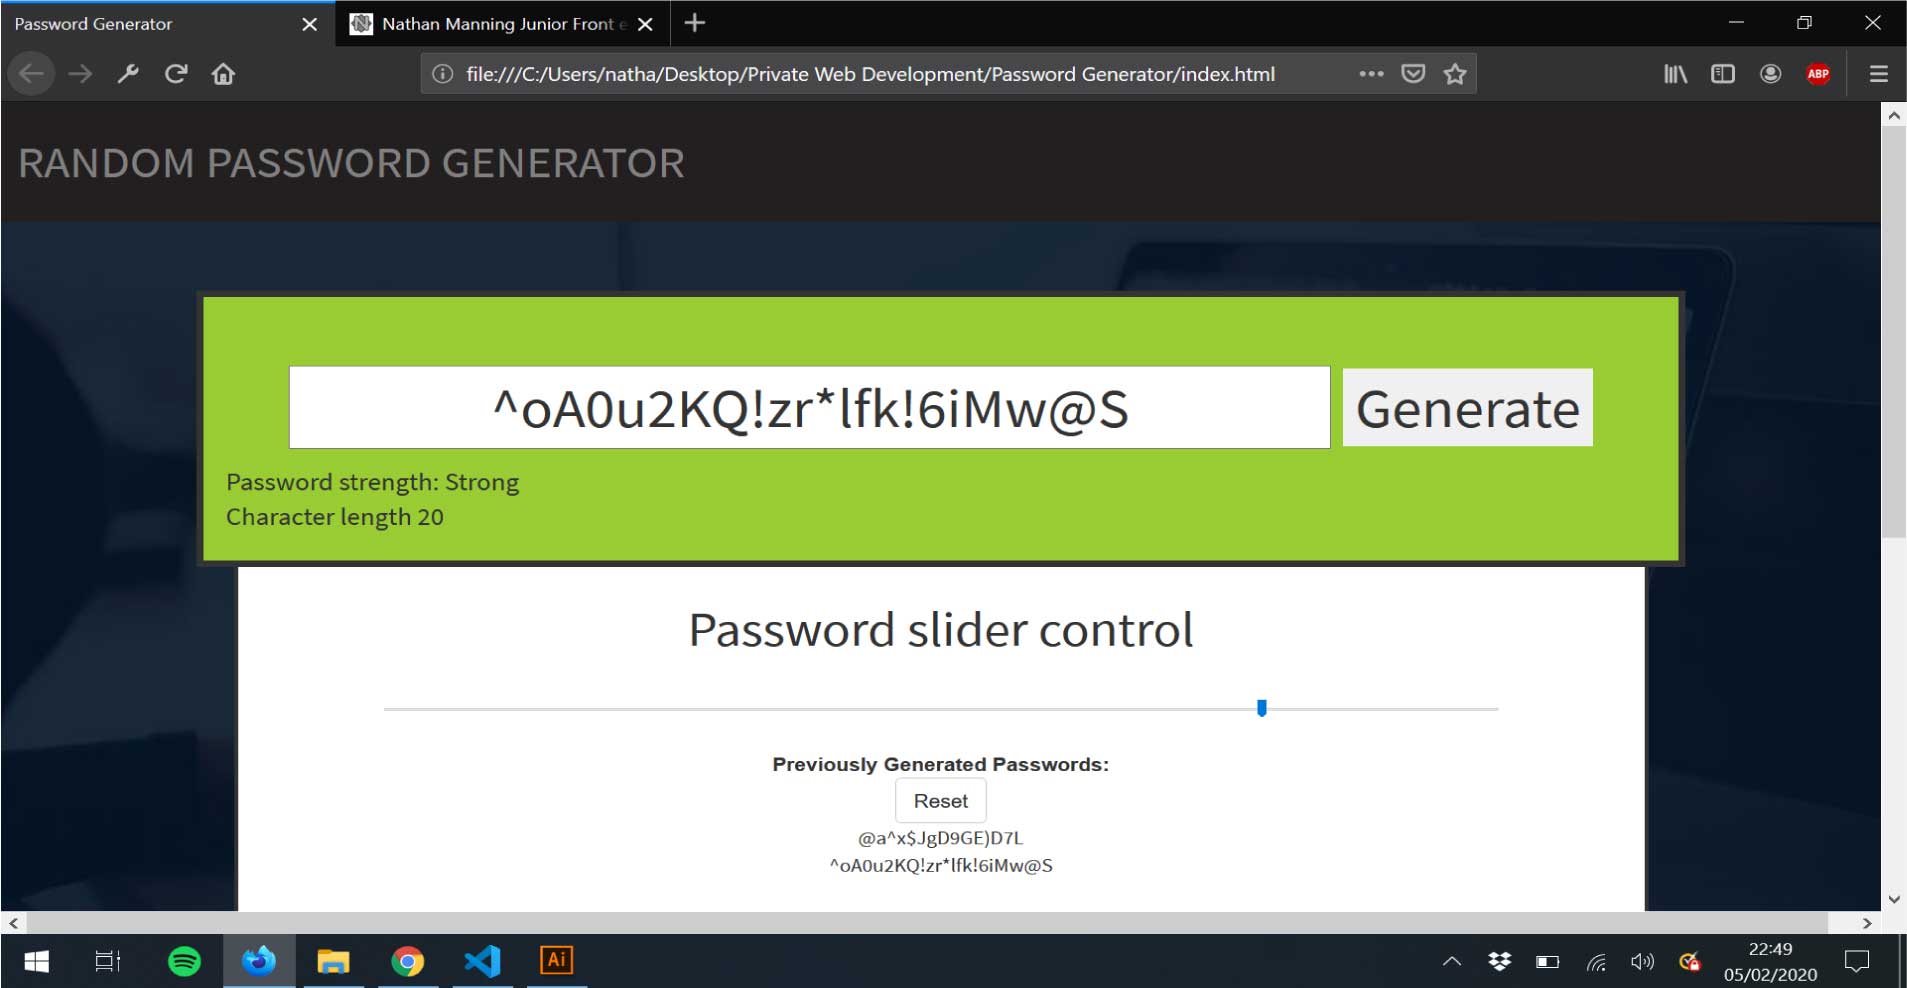 Password Generator
Nathan Manning Junior Front e
file:///C:/Users/natha/Desktop/Private Web Development/Password Generator/index.html
ABP
RANDOM PASSWORD GENERATOR
^oA0u2KQ!zr*lfk!6iMw@S
Generate
Password strength: Strong
Character length 20
Password slider control
Previously Generated Passwords:
Reset
@a^x$JgD9GE)D7L
^oA0u2KQ!zr*lfk!6iMw@S
Ai
22:49
05/02/2020